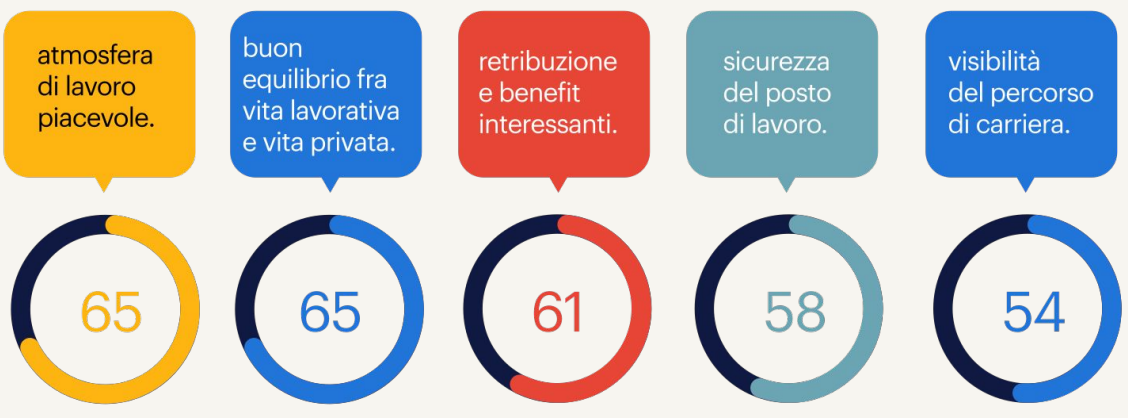 atmosfera
di lavoro
piacevole.
buon
equilibrio fra
vita lavorativa
e vita privata.
retribuzione
e benefit
interessanti.
sicurezza
del posto
di lavoro.
visibilità
del percorso
di carriera.
65
65
61
58
54